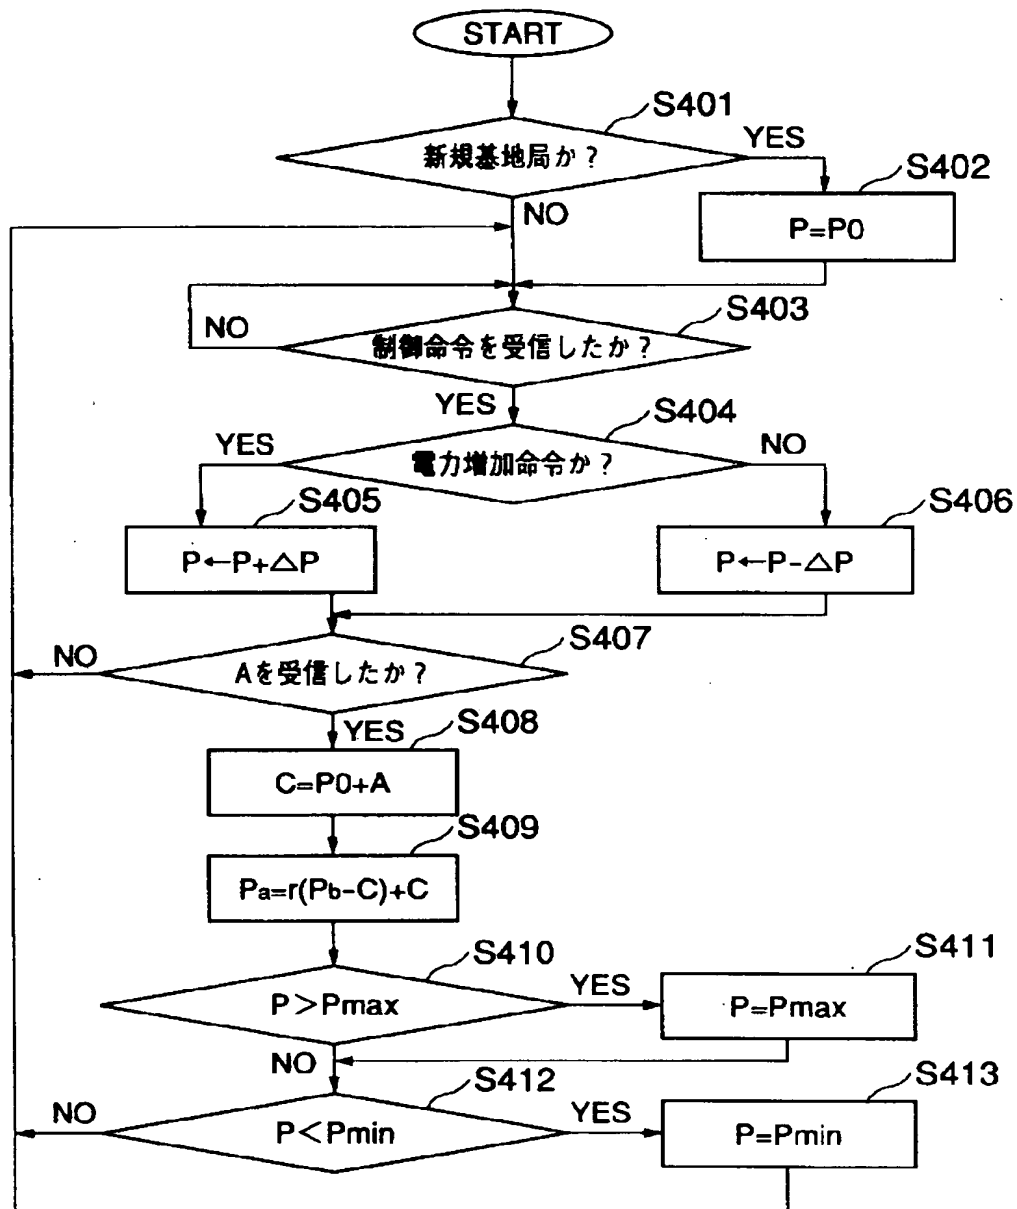 START
S401
新規基地局か?
YES
NO
S402
P=P0
S403
制御命令を受信したか?
NO
YES
S404
電力増加命令か?
YES
NO
S405
P←P+△P
S406
P←P-△P
S407
Aを受信したか?
NO
YES
S408
C=P0+A
S409
Pa=r(Pb-C)+C
S410
P>Pmax
YES
NO
S411
P=Pmax
S412
P<Pmin
NO
YES
S413
P=Pmin